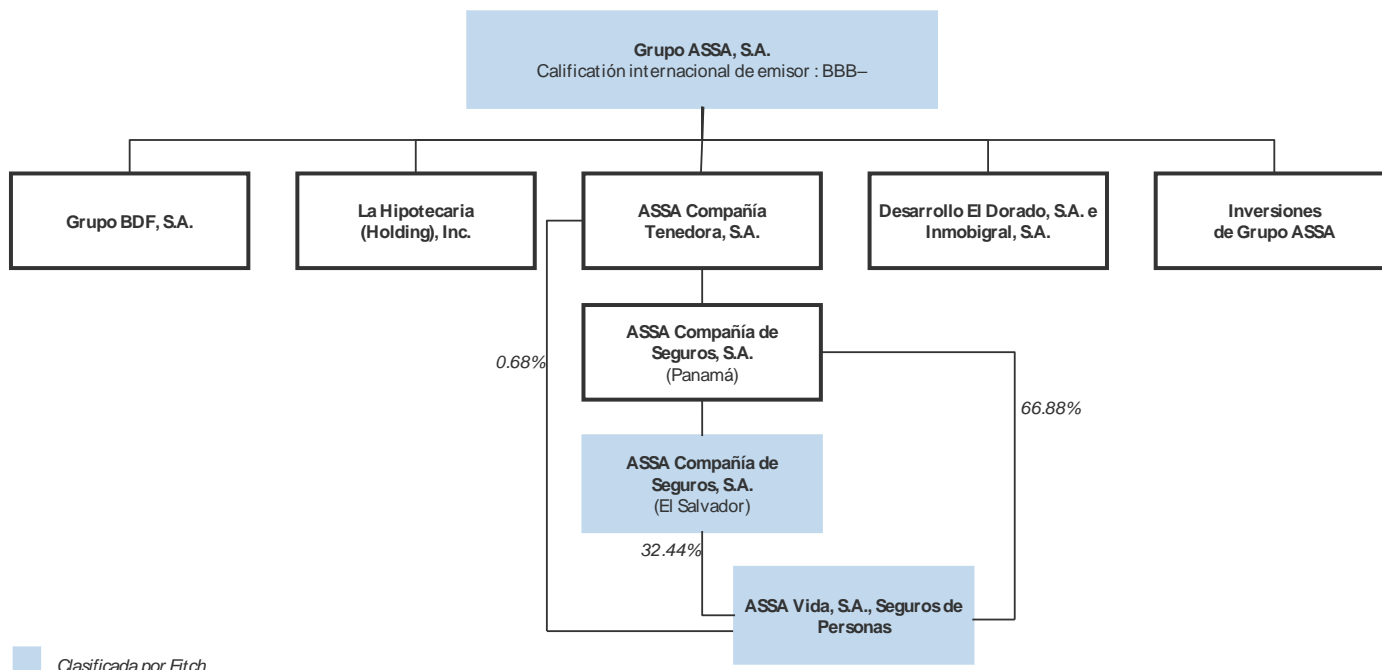 Grupo ASSA, S.A.
Calificatión internacional de emisor : BBB–
Grupo BDF, S.A.
La Hipotecaria
(Holding), Inc.
ASSA Compañía
Tenedora, S.A.
Desarrollo El Dorado, S.A. e
Inmobigral, S.A.
Inversiones
de Grupo ASSA
ASSA Compañía de
Seguros, S.A.
(Panamá)
0.68%
66.88%
ASSA Compañía de
Seguros, S.A.
(El Salvador)
32.44%
ASSA Vida, S.A., Seguros de
Personas
Clasificada por Fitch